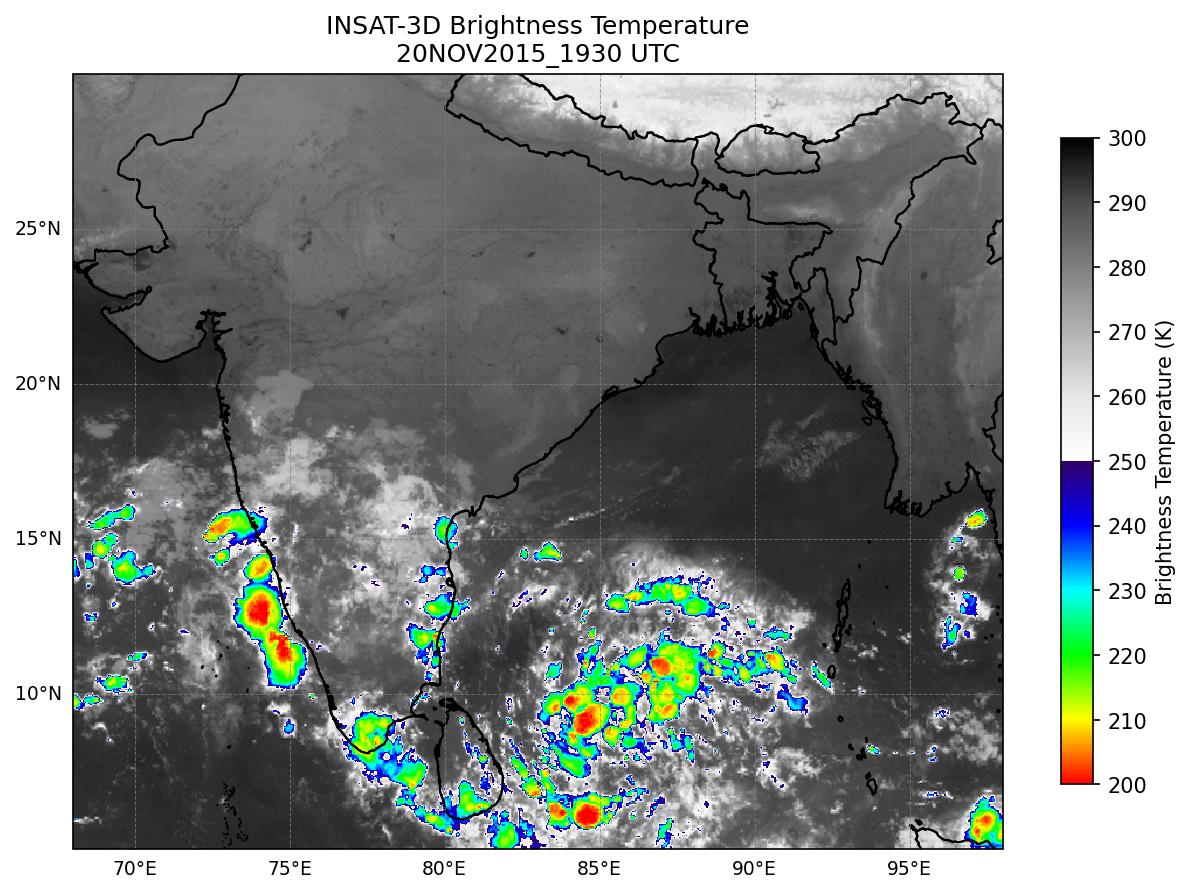 INSAT-3D Brightness Temperature
20NOV2015_1930 UTC
25°N
20°N
15°N
10°N
70°E
75°E
80°E
85°E
90°E
95°E
300
290
280
270
260
250
240
230
220
210
200
Brightness Temperature (K)